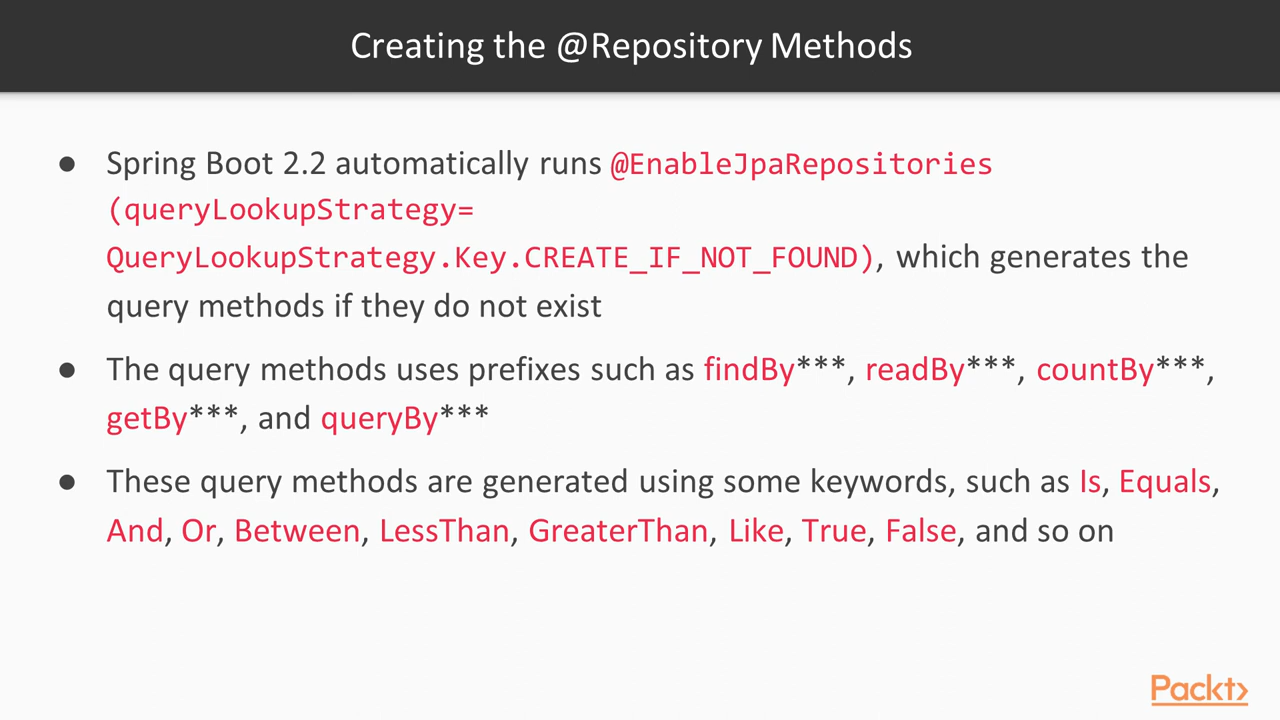 Creating the @Repository Methods
● Spring Boot 2.2 automatically runs @EnableJpaRepositories
(queryLookupStrategy=
QueryLookupStrategy.Key.CREATE_IF_NOT_FOUND), which generates the
query methods if they do not exist
● The query methods uses prefixes such as findBy***, readBy***, countBy***,
getBy***, and queryBy***
● These query methods are generated using some keywords, such as Is, Equals,
And, Or, Between, LessThan, GreaterThan, Like, True, False, and so on
Packt>